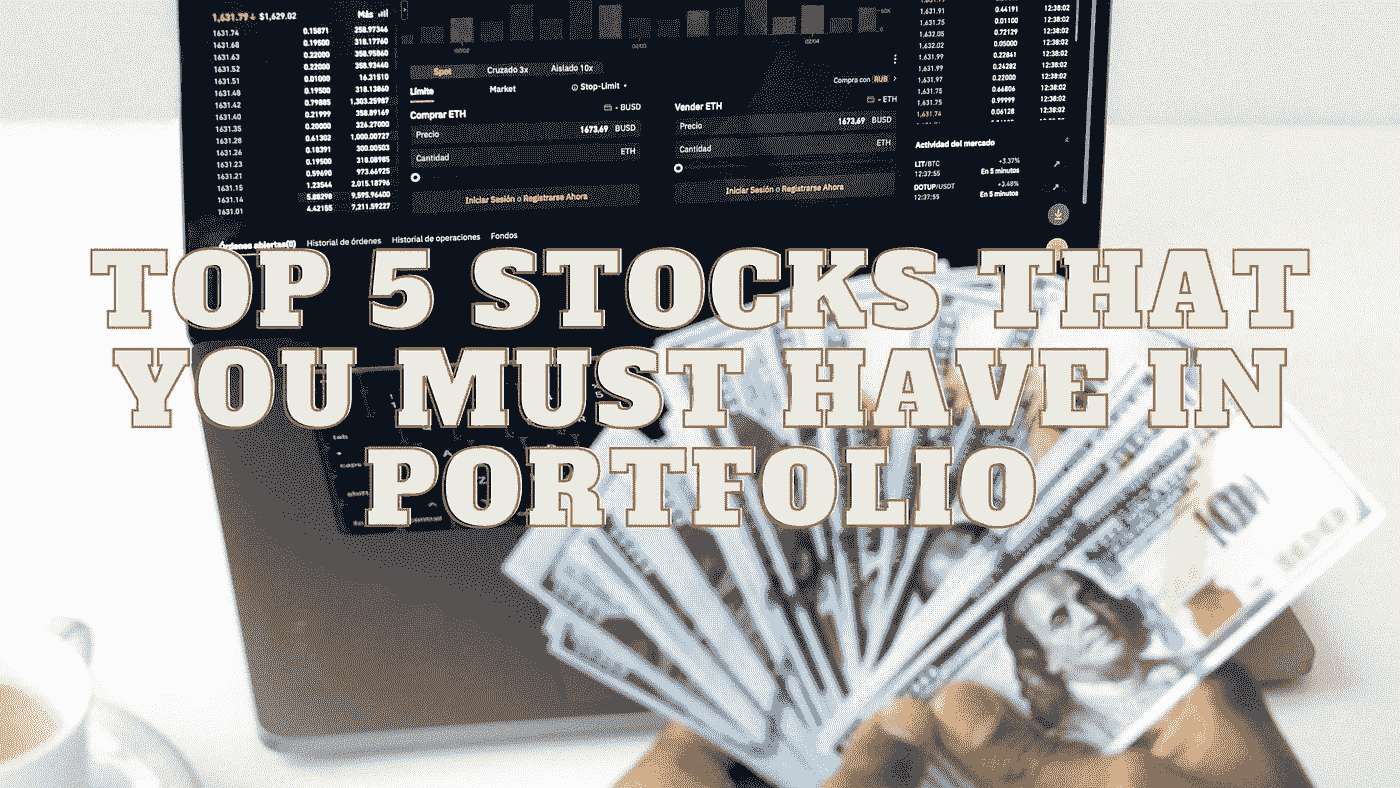 1,631.79↓ $1,629.02 Más
1631.74 0.15871 258.97346
1631.68 0.19500 318.17760
1631.63 0.22000 358.95860
1631.52 0.22000 358.93440
1631.51 0.01000 16.31510
1631.48 0.19500 318.13860
1631.42 0.79885 1,303.25987
1631.40 0.21999 358.89169
1631.35 0.20000 326.27000
1631.28 0.61302 1,000.00727
1631.26 0.18391 300.00503
1631.23 0.19500 318.08985
1631.21 0.59690 973.66925
1631.15 1.23544 2,015.18796
1631.14 5.88298 9,595.96400
1631.01 4.42155 7,211.59227
02/03 02/04
Spot Cruzado 3x Aislado 10x
Límite Market Stop-Limit
Compra con RUB
Comprar ETH - BUSD
Precio 1673.69 BUSD
Cantidad ETH
Iniciar Sesión o Registrarse Ahora
Vender ETH - ETH
Precio 1673.69 BUSD
Cantidad ETH
Iniciar Sesión o Registrarse Ahora
1,631.91 0.44191 12:38:02
1,631.75 0.01100 12:38:02
1,632.02 0.72129 12:38:02
1,631.99 0.05000 12:38:02
1,631.99 0.22841 12:38:02
1,631.97 0.24282 12:38:02
1,631.75 0.22000 12:38:02
1,631.75 0.66806 12:38:02
1,631.75 0.99999 12:38:02
1,631.74 0.06128 12:38:02
Actividad del mercado
LIT/BTC +3.37%
12:37:55 En 5 minutos
DOTUP/USDT +3.48%
12:37:55 En 5 minutos
Órdenes abiertas(0) Historial de órdenes Historial de operaciones Fondos
TOP 5 STOCKS THAT
YOU MUST HAVE IN
PORTFOLIO